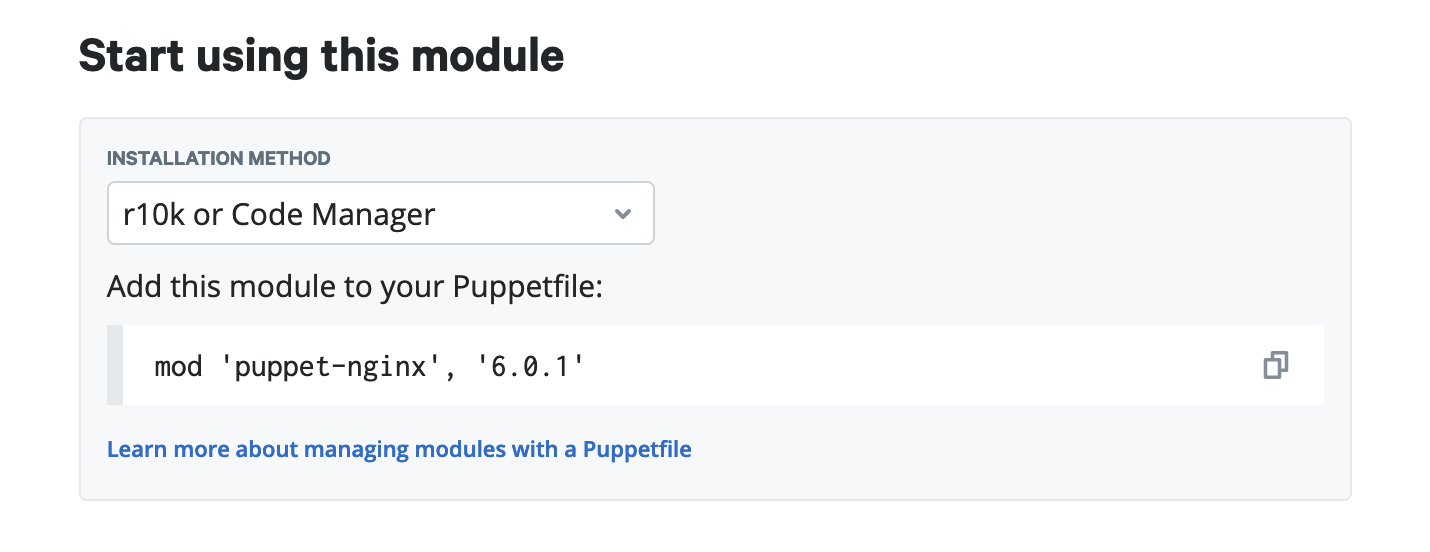 Start using this module
INSTALLATION METHOD
r10k or Code Manager
Add this module to your Puppetfile:
mod 'puppet-nginx', '6.0.1'
Learn more about managing modules with a Puppetfile